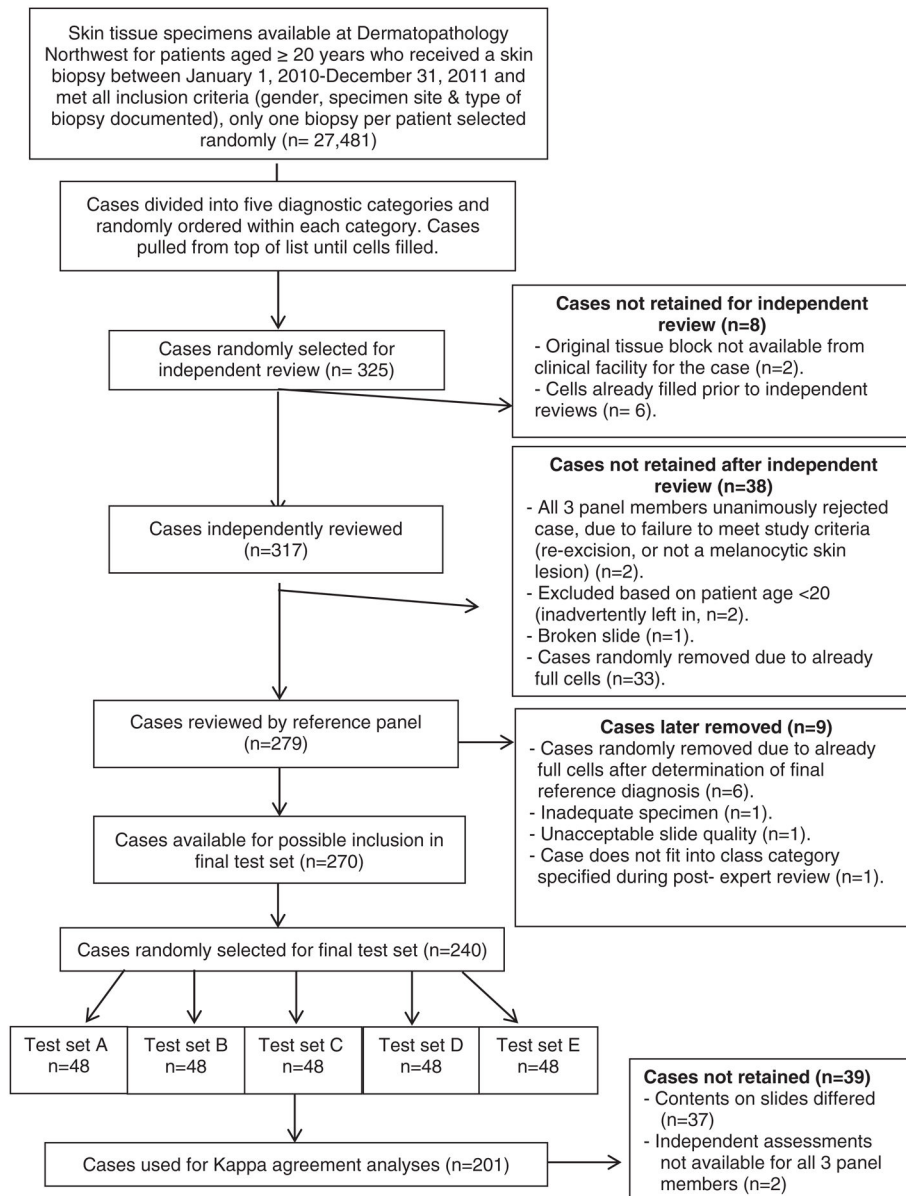 Skin tissue specimens available at Dermatopathology
Northwest for patients aged ≥ 20 years who received a skin
biopsy between January 1, 2010-December 31, 2011 and
met all inclusion criteria (gender, specimen site & type of
biopsy documented), only one biopsy per patient selected
randomly (n= 27,481)
Cases divided into five diagnostic categories and
randomly ordered within each category. Cases
pulled from top of list until cells filled.
Cases randomly selected for
independent review (n= 325)
Cases not retained for independent
review (n=8)
- Original tissue block not available from
clinical facility for the case (n=2).
- Cells already filled prior to independent
reviews (n= 6).
Cases independently reviewed
(n=317)
Cases not retained after independent
review (n=38)
- All 3 panel members unanimously rejected
case, due to failure to meet study criteria
(re-excision, or not a melanocytic skin
lesion) (n=2).
- Excluded based on patient age <20
(inadvertently left in, n=2).
- Broken slide (n=1).
- Cases randomly removed due to already
full cells (n=33).
Cases reviewed by reference panel
(n=279)
Cases later removed (n=9)
- Cases randomly removed due to already
full cells after determination of final
reference diagnosis (n=6).
- Inadequate specimen (n=1).
- Unacceptable slide quality (n=1).
- Case does not fit into class category
specified during post- expert review (n=1).
Cases available for possible inclusion in
final test set (n=270)
Cases randomly selected for final test set (n=240)
Test set A
n=48
Test set B
n=48
Test set C
n=48
Test set D
n=48
Test set E
n=48
Cases not retained (n=39)
- Contents on slides differed
(n=37)
- Independent assessments
not available for all 3 panel
members (n=2)
Cases used for Kappa agreement analyses (n=201)